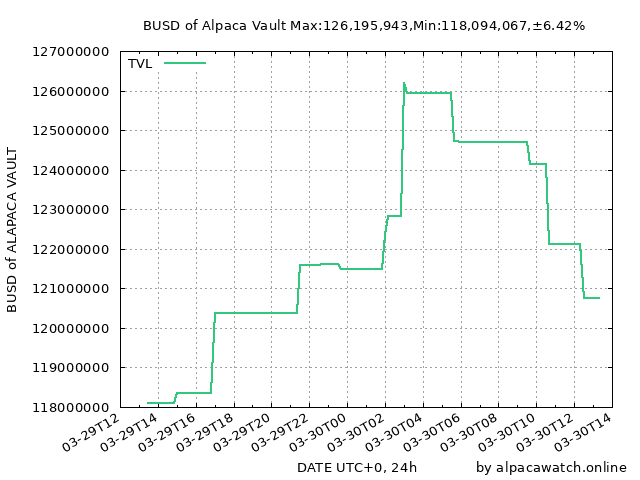 BUSD of Alpaca Vault Max:126,195,943,Min:118,094,067,±6.42%
TVL
127000000
126000000
125000000
124000000
123000000
122000000
121000000
120000000
119000000
118000000
BUSD of ALAPACA VAULT
03-29T12
03-29T14
03-29T16
03-29T18
03-29T20
03-29T22
03-30T00
03-30T02
03-30T04
03-30T06
03-30T08
03-30T10
03-30T12
03-30T14
DATE UTC+0, 24h
by alpacawatch.online